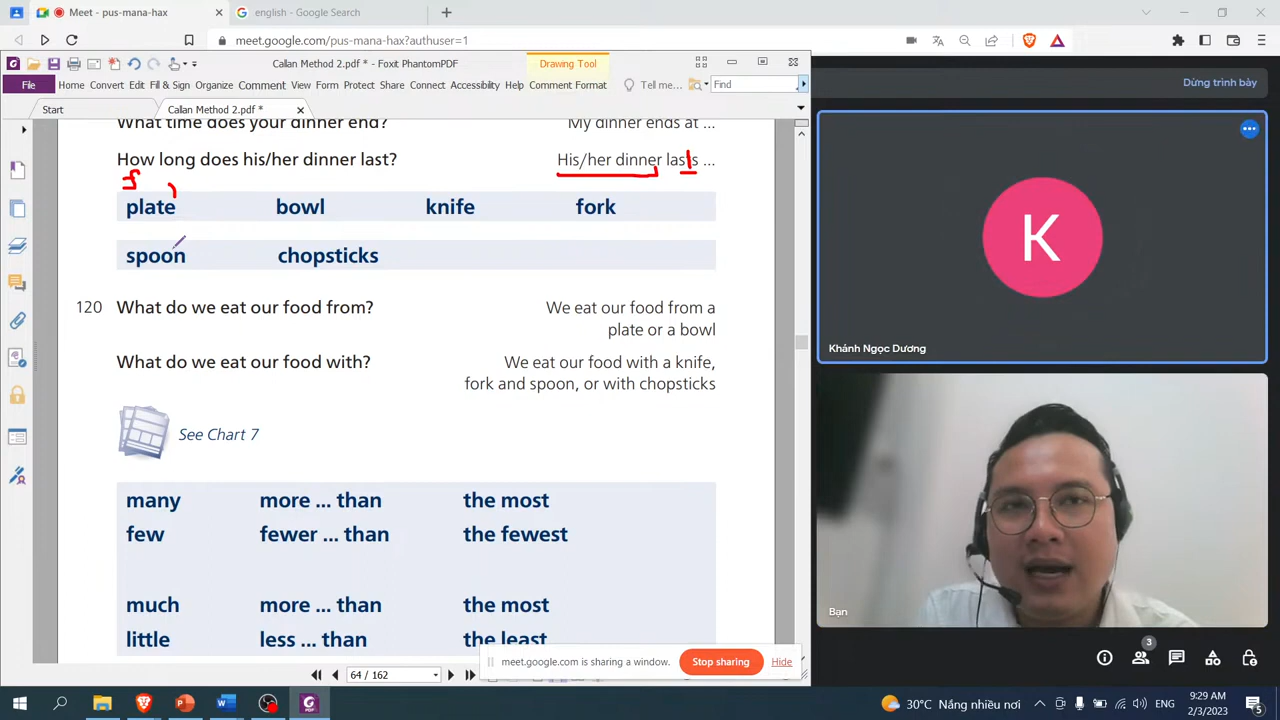 Meet - pus-mana-hax
english - Google Search
meet.google.com/pus-mana-hax?authuser=1
Callan Method 2.pdf * - Foxit PhantomPDF
Drawing Tool
File Home Convert Edit Organize Comment View Form Protect Share Connect Accessibility Help Comment Format Tell me... Find
Fill & Sign
Start
Callan Method 2.pdf *
What time does your dinner end? My dinner ends at ...
How long does his/her dinner last? His/her dinner lasts ...
plate bowl knife fork
spoon chopsticks
120 What do we eat our food from? We eat our food from a
plate or a bowl
What do we eat our food with? We eat our food with a knife,
fork and spoon, or with chopsticks
See Chart 7
many more ... than the most
few fewer ... than the fewest
much more ... than the most
little less ... than the least
meet.google.com is sharing a window. Stop sharing Hide
64 / 162
Dừng trình bày
K
Khánh Ngọc Dương
Bạn
3
30°C Nắng nhiều nơi
ENG
9:29 AM
2/3/2023
5